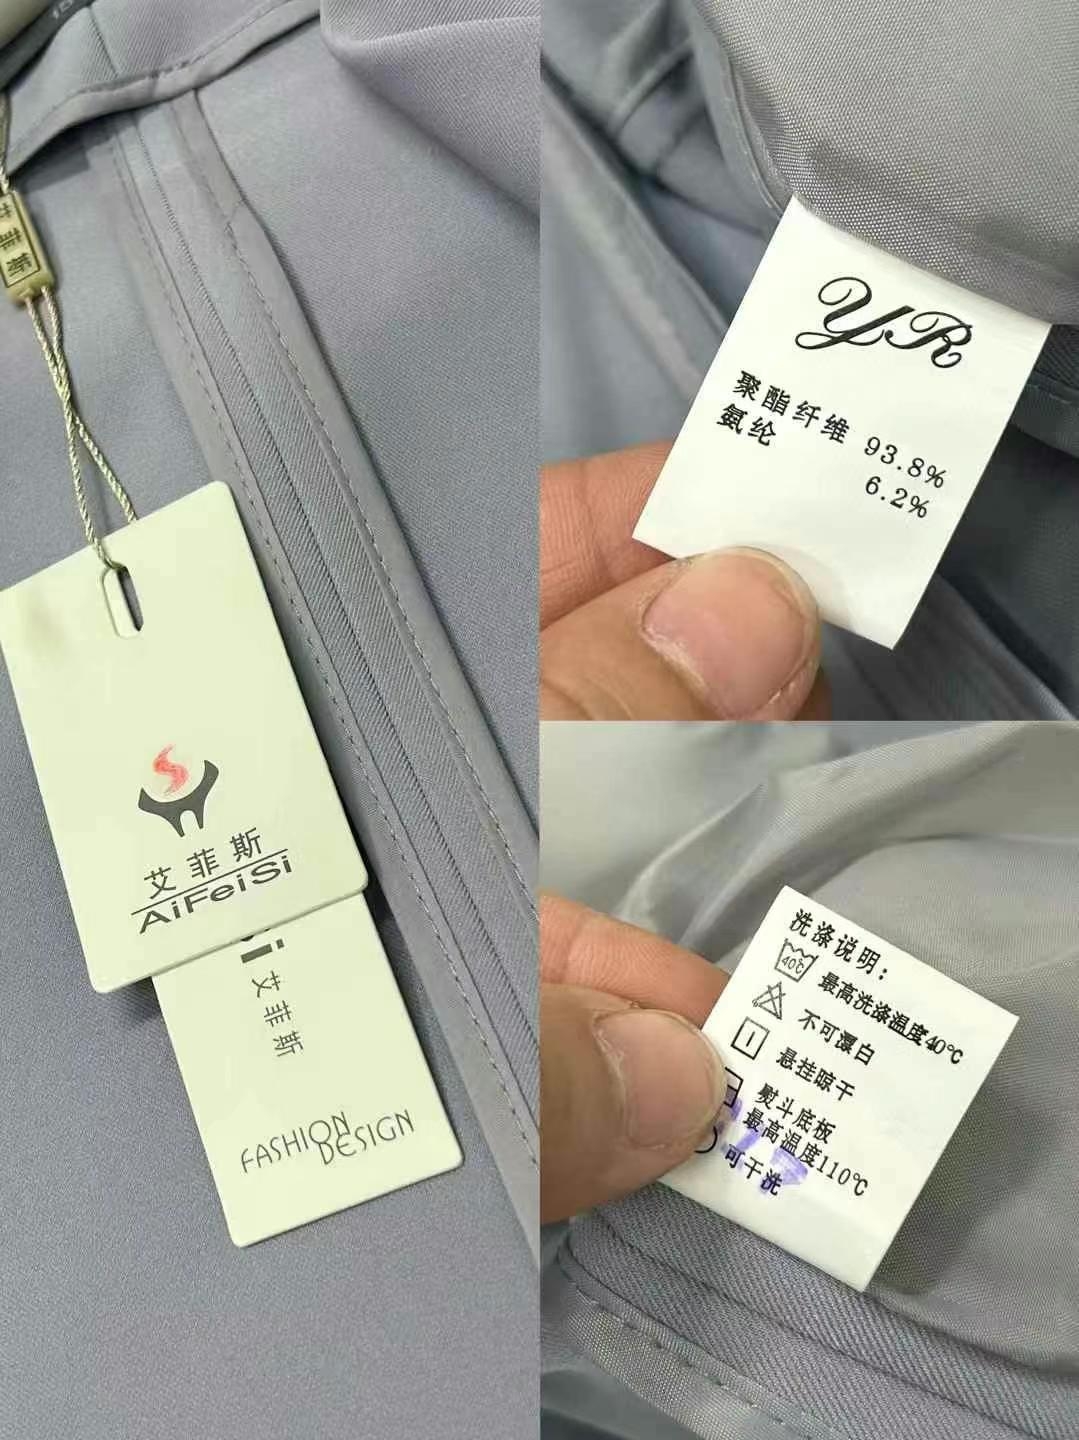 艾菲斯
艾菲斯
AiFeiSi
i
艾菲斯
FASHION
DESIGN
YR
聚酯纤维 93.8%
氨纶 6.2%
洗涤说明：
40℃ 最高洗涤温度40℃
不可漂白
悬挂晾干
熨斗底板
最高温度110℃
可干洗